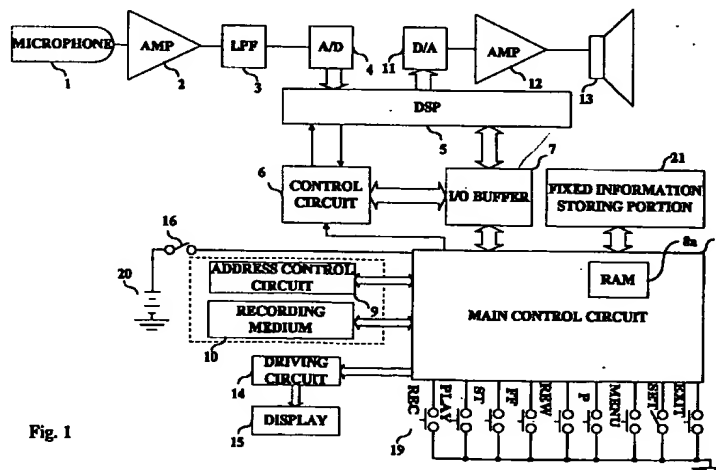 MICROPHONE
AMP
LPF
A/D
D/A
AMP
1
2
3
4
11
12
13
DSP
5
6
7
21
CONTROL
CIRCUIT
I/O BUFFER
FIXED INFORMATION
STORING PORTION
16
8a
20
ADDRESS CONTROL
CIRCUIT
9
RAM
RECORDING
MEDIUM
10
MAIN CONTROL CIRCUIT
14
DRIVING
CIRCUIT
15
DISPLAY
REC
PLAY
ST
FF
REW
P
MENU
SET
EXIT
19
Fig. 1